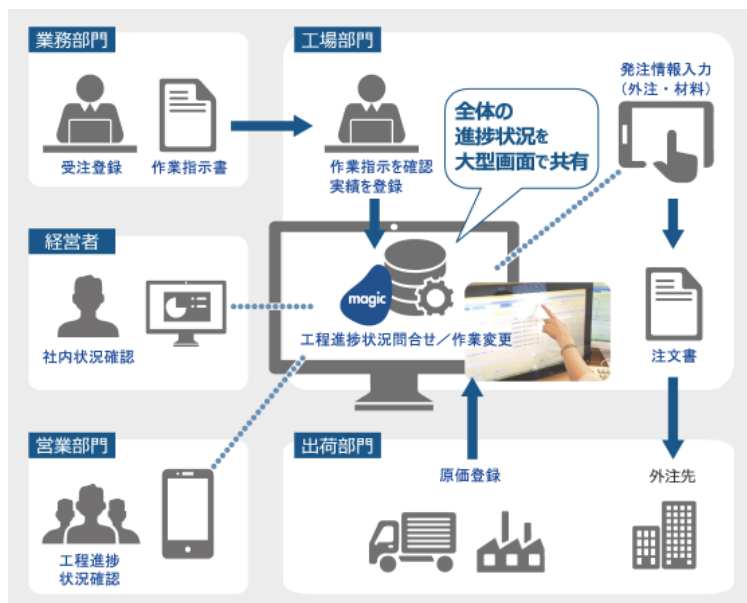 業務部門
受注登録
作業指示書
工場部門
作業指示を確認
実績を登録
全体の
進捗状況を
大型画面で共有
発注情報入力
(外注・材料)
経営者
社内状況確認
magic
工程進捗状況問合せ/作業変更
注文書
営業部門
工程進捗
状況確認
出荷部門
原価登録
外注先